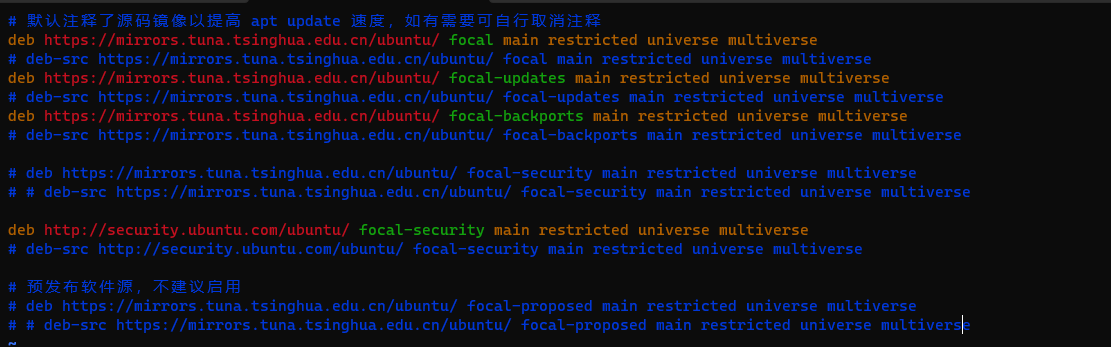 # 默认注释了源码镜像以提高 apt update 速度，如有需要可自行取消注释
deb https://mirrors.tuna.tsinghua.edu.cn/ubuntu/ focal main restricted universe multiverse
# deb-src https://mirrors.tuna.tsinghua.edu.cn/ubuntu/ focal main restricted universe multiverse
deb https://mirrors.tuna.tsinghua.edu.cn/ubuntu/ focal-updates main restricted universe multiverse
# deb-src https://mirrors.tuna.tsinghua.edu.cn/ubuntu/ focal-updates main restricted universe multiverse
deb https://mirrors.tuna.tsinghua.edu.cn/ubuntu/ focal-backports main restricted universe multiverse
# deb-src https://mirrors.tuna.tsinghua.edu.cn/ubuntu/ focal-backports main restricted universe multiverse
# deb https://mirrors.tuna.tsinghua.edu.cn/ubuntu/ focal-security main restricted universe multiverse
# # deb-src https://mirrors.tuna.tsinghua.edu.cn/ubuntu/ focal-security main restricted universe multiverse
deb http://security.ubuntu.com/ubuntu/ focal-security main restricted universe multiverse
# deb-src http://security.ubuntu.com/ubuntu/ focal-security main restricted universe multiverse
# 预发布软件源，不建议启用
# deb https://mirrors.tuna.tsinghua.edu.cn/ubuntu/ focal-proposed main restricted universe multiverse
# # deb-src https://mirrors.tuna.tsinghua.edu.cn/ubuntu/ focal-proposed main restricted universe multiverse
~